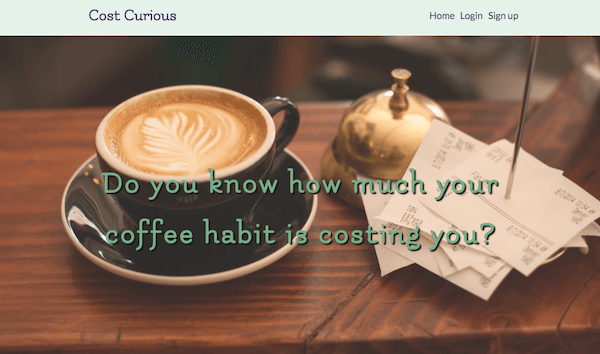 Cost Curious
Home Login Sign up
Do you know how much your
coffee habit is costing you?